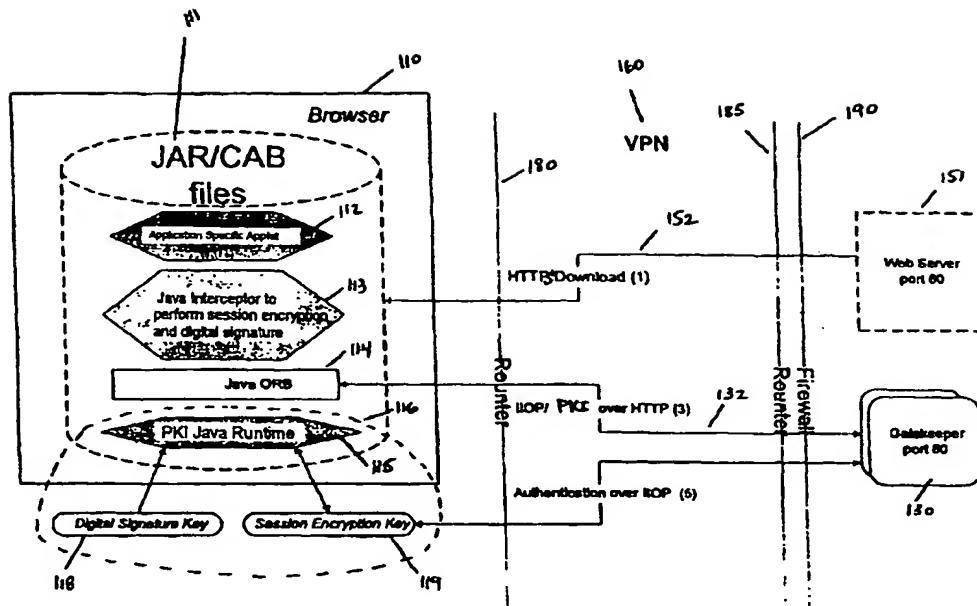 111
110
Browser
160
VPN
185
190
JAR/CAB
files
180
151
112
Application Specific Applet
152
Web Server
port 80
HTTPS Download (1)
113
Java Interceptor to
perform session encryption
and digital signature
114
Java ORB
Rounter
Rounter
Firewall
116
IIOP/ PKI over HTTP (3)
132
PKI Java Runtime
115
Gatekeeper
port 80
Authentication over IIOP (5)
130
Digital Signature Key
Session Encryption Key
118
119